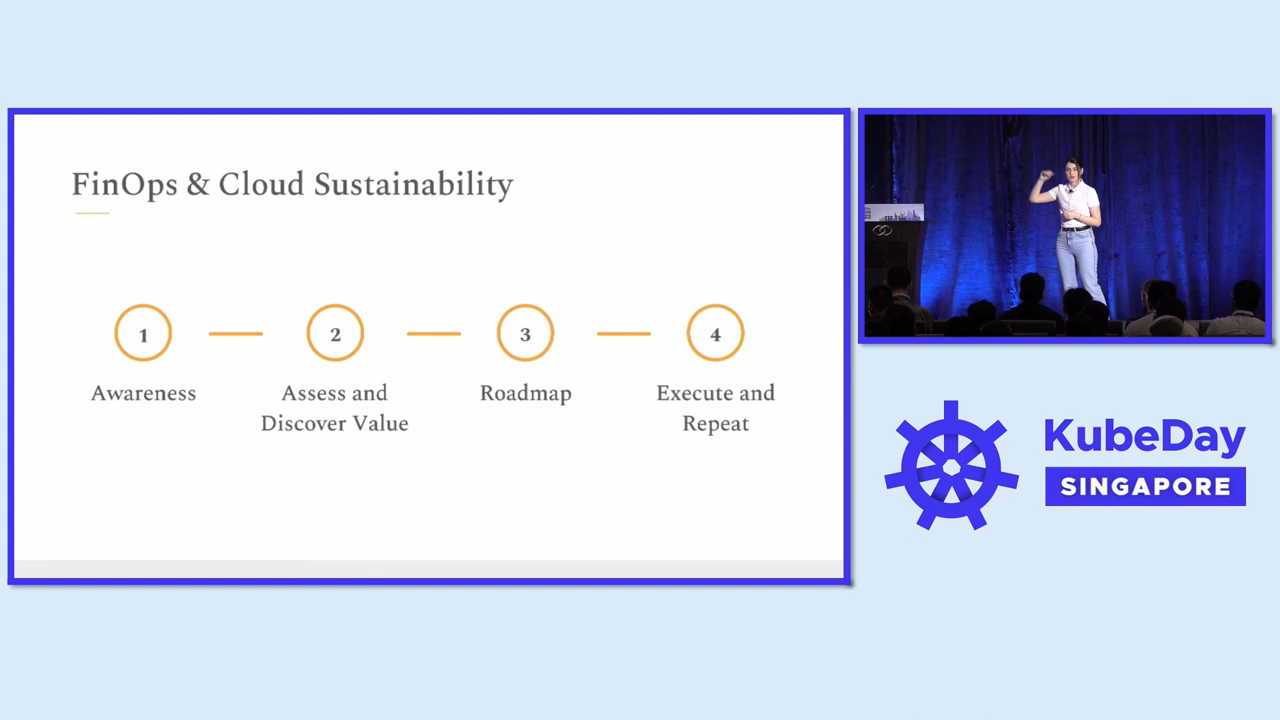 FinOps & Cloud Sustainability
1
2
3
4
Awareness
Assess and
Discover Value
Roadmap
Execute and
Repeat
KubeDay
SINGAPORE